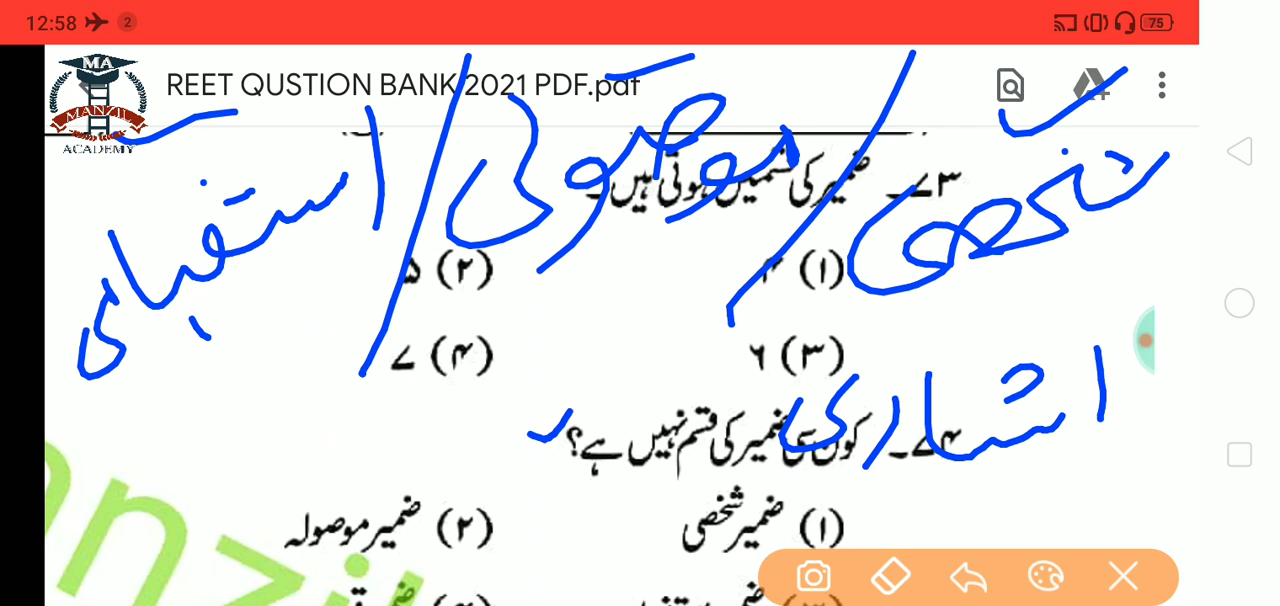 12:58 2 75
MA
MANZIL
ACADEMY
REET QUSTION BANK 2021 PDF.pdf
شخصی / موصولی / استفہامی
۷۳۔ ضمیر کی قسمیں ہوتی ہیں۔
(۱) ۴ (۲) ۵
(۳) ۶ (۴) ۷
اشاری /
۷۴۔ کون سی ضمیر کی قسم نہیں ہے؟
(۱) ضمیر شخصی (۲) ضمیر موصولہ